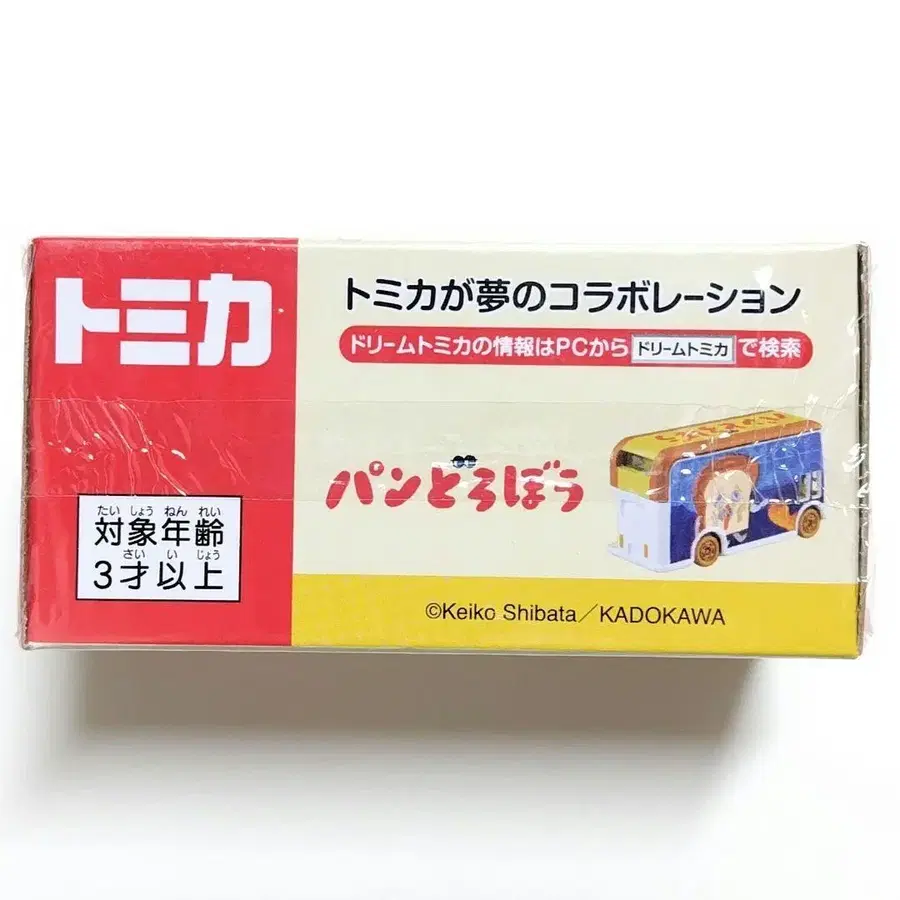 トミカ
たい しょう ねん れい
対象年齢
さい い じょう
3才以上
トミカが夢のコラボレーション
ドリームトミカの情報はPCから ドリームトミカ で検索
パンどろぼう
©Keiko Shibata／KADOKAWA